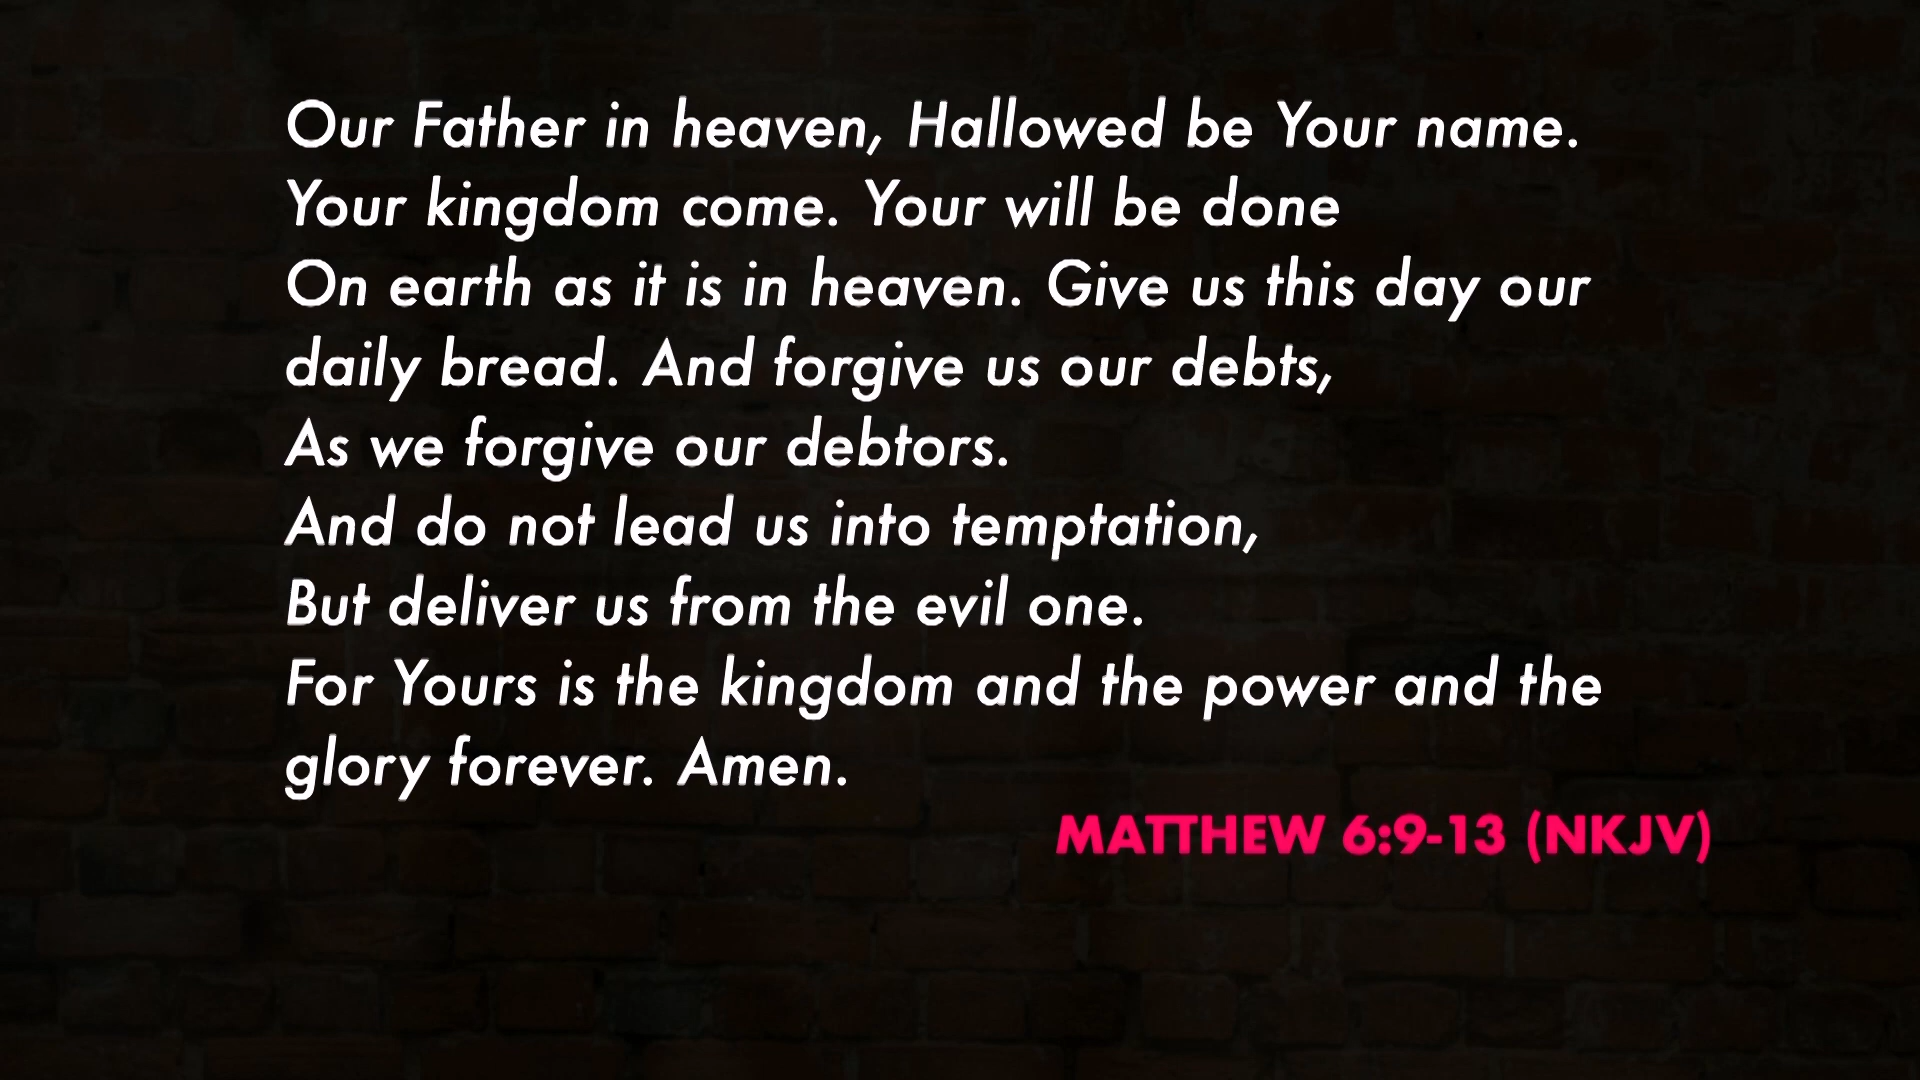 Our Father in heaven, Hallowed be Your name.
Your kingdom come. Your will be done
On earth as it is in heaven. Give us this day our
daily bread. And forgive us our debts,
As we forgive our debtors.
And do not lead us into temptation,
But deliver us from the evil one.
For Yours is the kingdom and the power and the
glory forever. Amen.
MATTHEW 6:9-13 (NKJV)